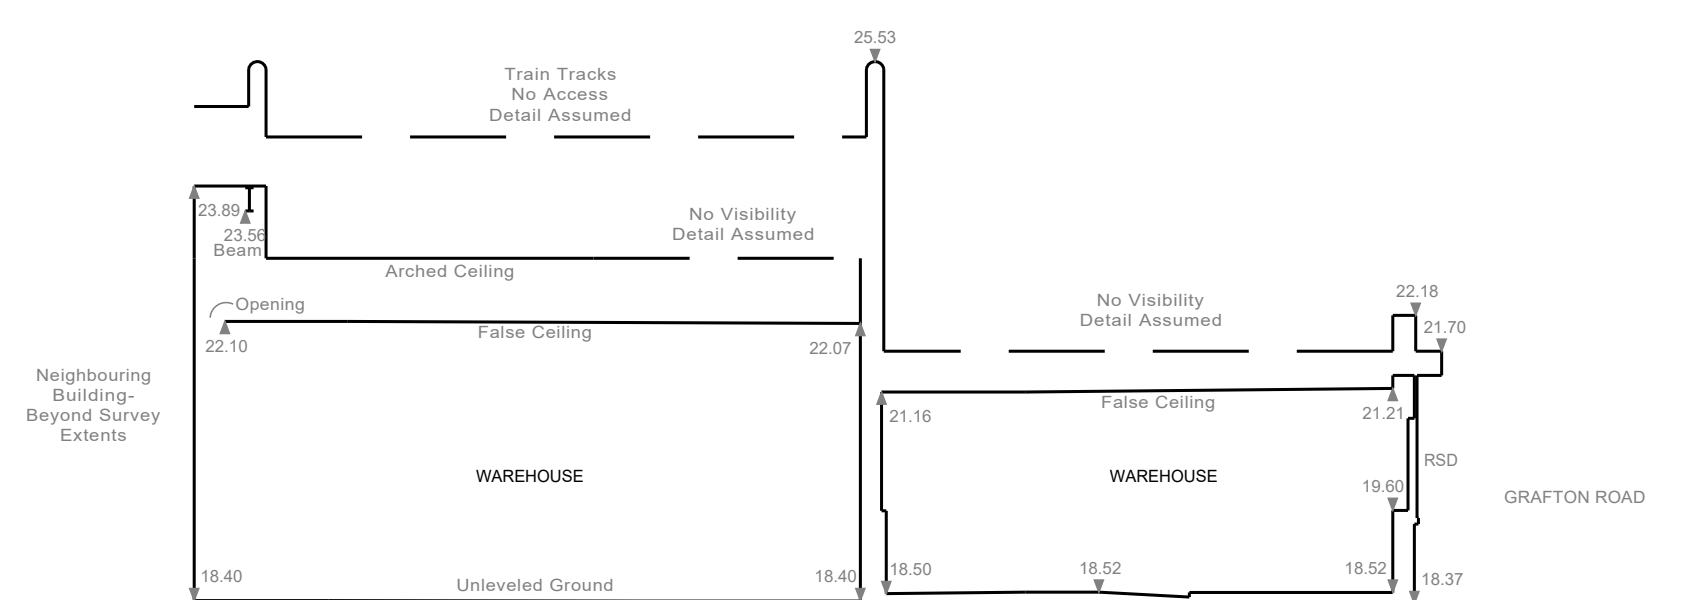 25.53
Train Tracks
No Access
Detail Assumed
23.89
23.56
Beam
No Visibility
Detail Assumed
Arched Ceiling
Opening
22.10
False Ceiling
22.07
No Visibility
Detail Assumed
22.18
21.70
Neighbouring
Building-
Beyond Survey
Extents
21.16
False Ceiling
21.21
WAREHOUSE
WAREHOUSE
RSD
19.60
GRAFTON ROAD
18.40
Unleveled Ground
18.40
18.50
18.52
18.52
18.37